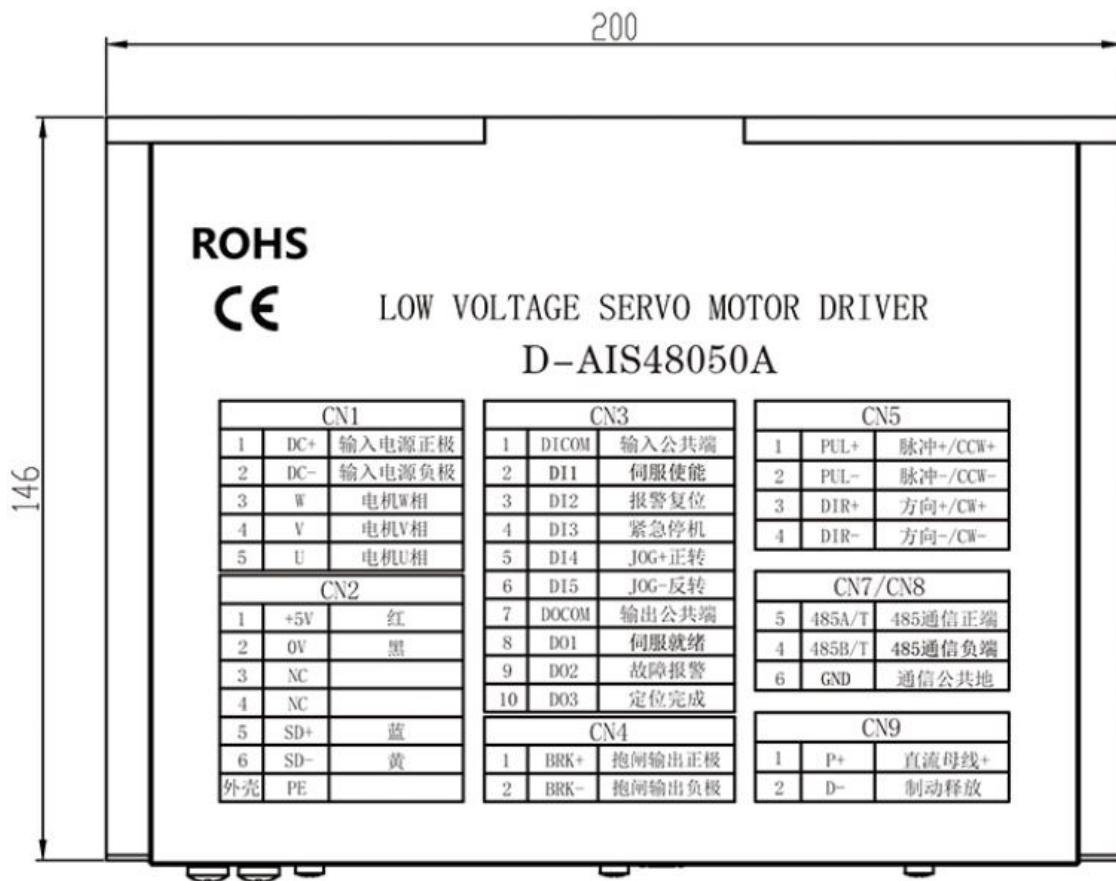 200
146
ROHS
CE
LOW VOLTAGE SERVO MOTOR DRIVER
D-AIS48050A
CN1
1 DC+ 输入电源正极
2 DC- 输入电源负极
3 W 电机W相
4 V 电机V相
5 U 电机U相
CN2
1 +5V 红
2 0V 黑
3 NC
4 NC
5 SD+ 蓝
6 SD- 黄
外壳 PE
CN3
1 DICOM 输入公共端
2 DI1 伺服使能
3 DI2 报警复位
4 DI3 紧急停机
5 DI4 JOG+正转
6 DI5 JOG-反转
7 DOCOM 输出公共端
8 DO1 伺服就绪
9 DO2 故障报警
10 DO3 定位完成
CN4
1 BRK+ 抱闸输出正极
2 BRK- 抱闸输出负极
CN5
1 PUL+ 脉冲+/CCW+
2 PUL- 脉冲-/CCW-
3 DIR+ 方向+/CW+
4 DIR- 方向-/CW-
CN7/CN8
5 485A/T 485通信正端
4 485B/T 485通信负端
6 GND 通信公共地
CN9
1 P+ 直流母线+
2 D- 制动释放